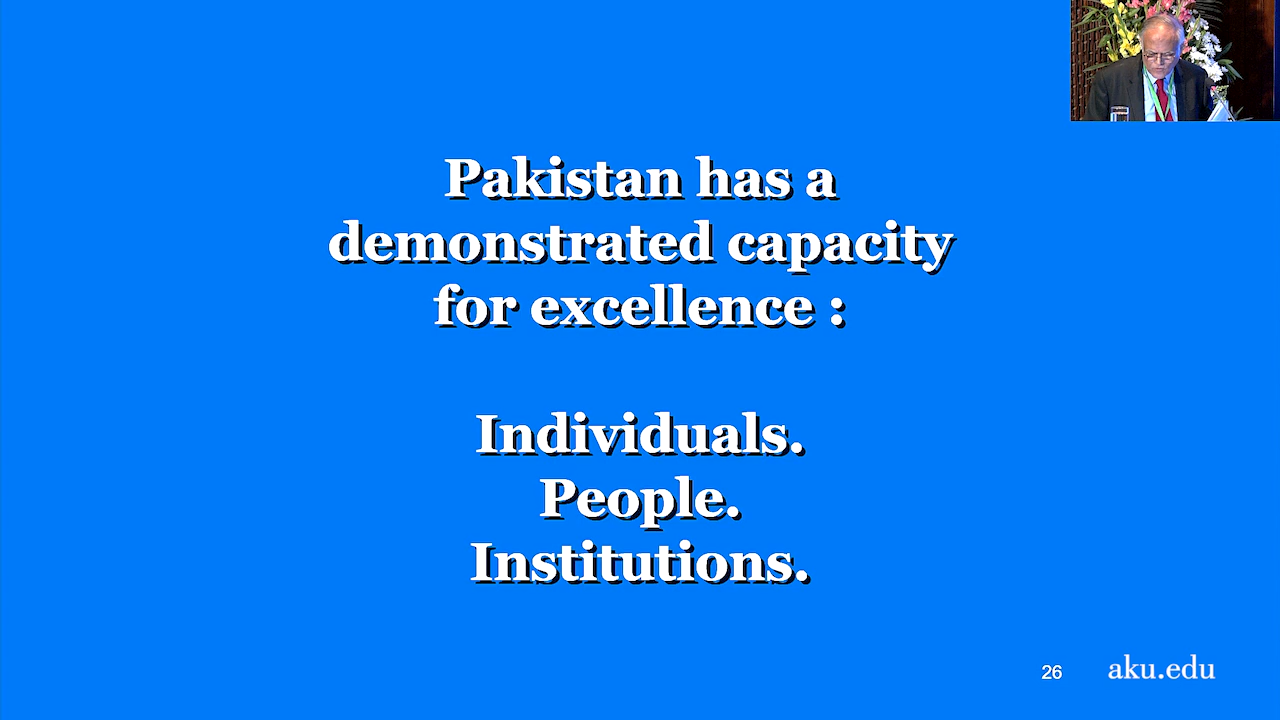 Pakistan has a
demonstrated capacity
for excellence :
Individuals.
People.
Institutions.
26
aku.edu